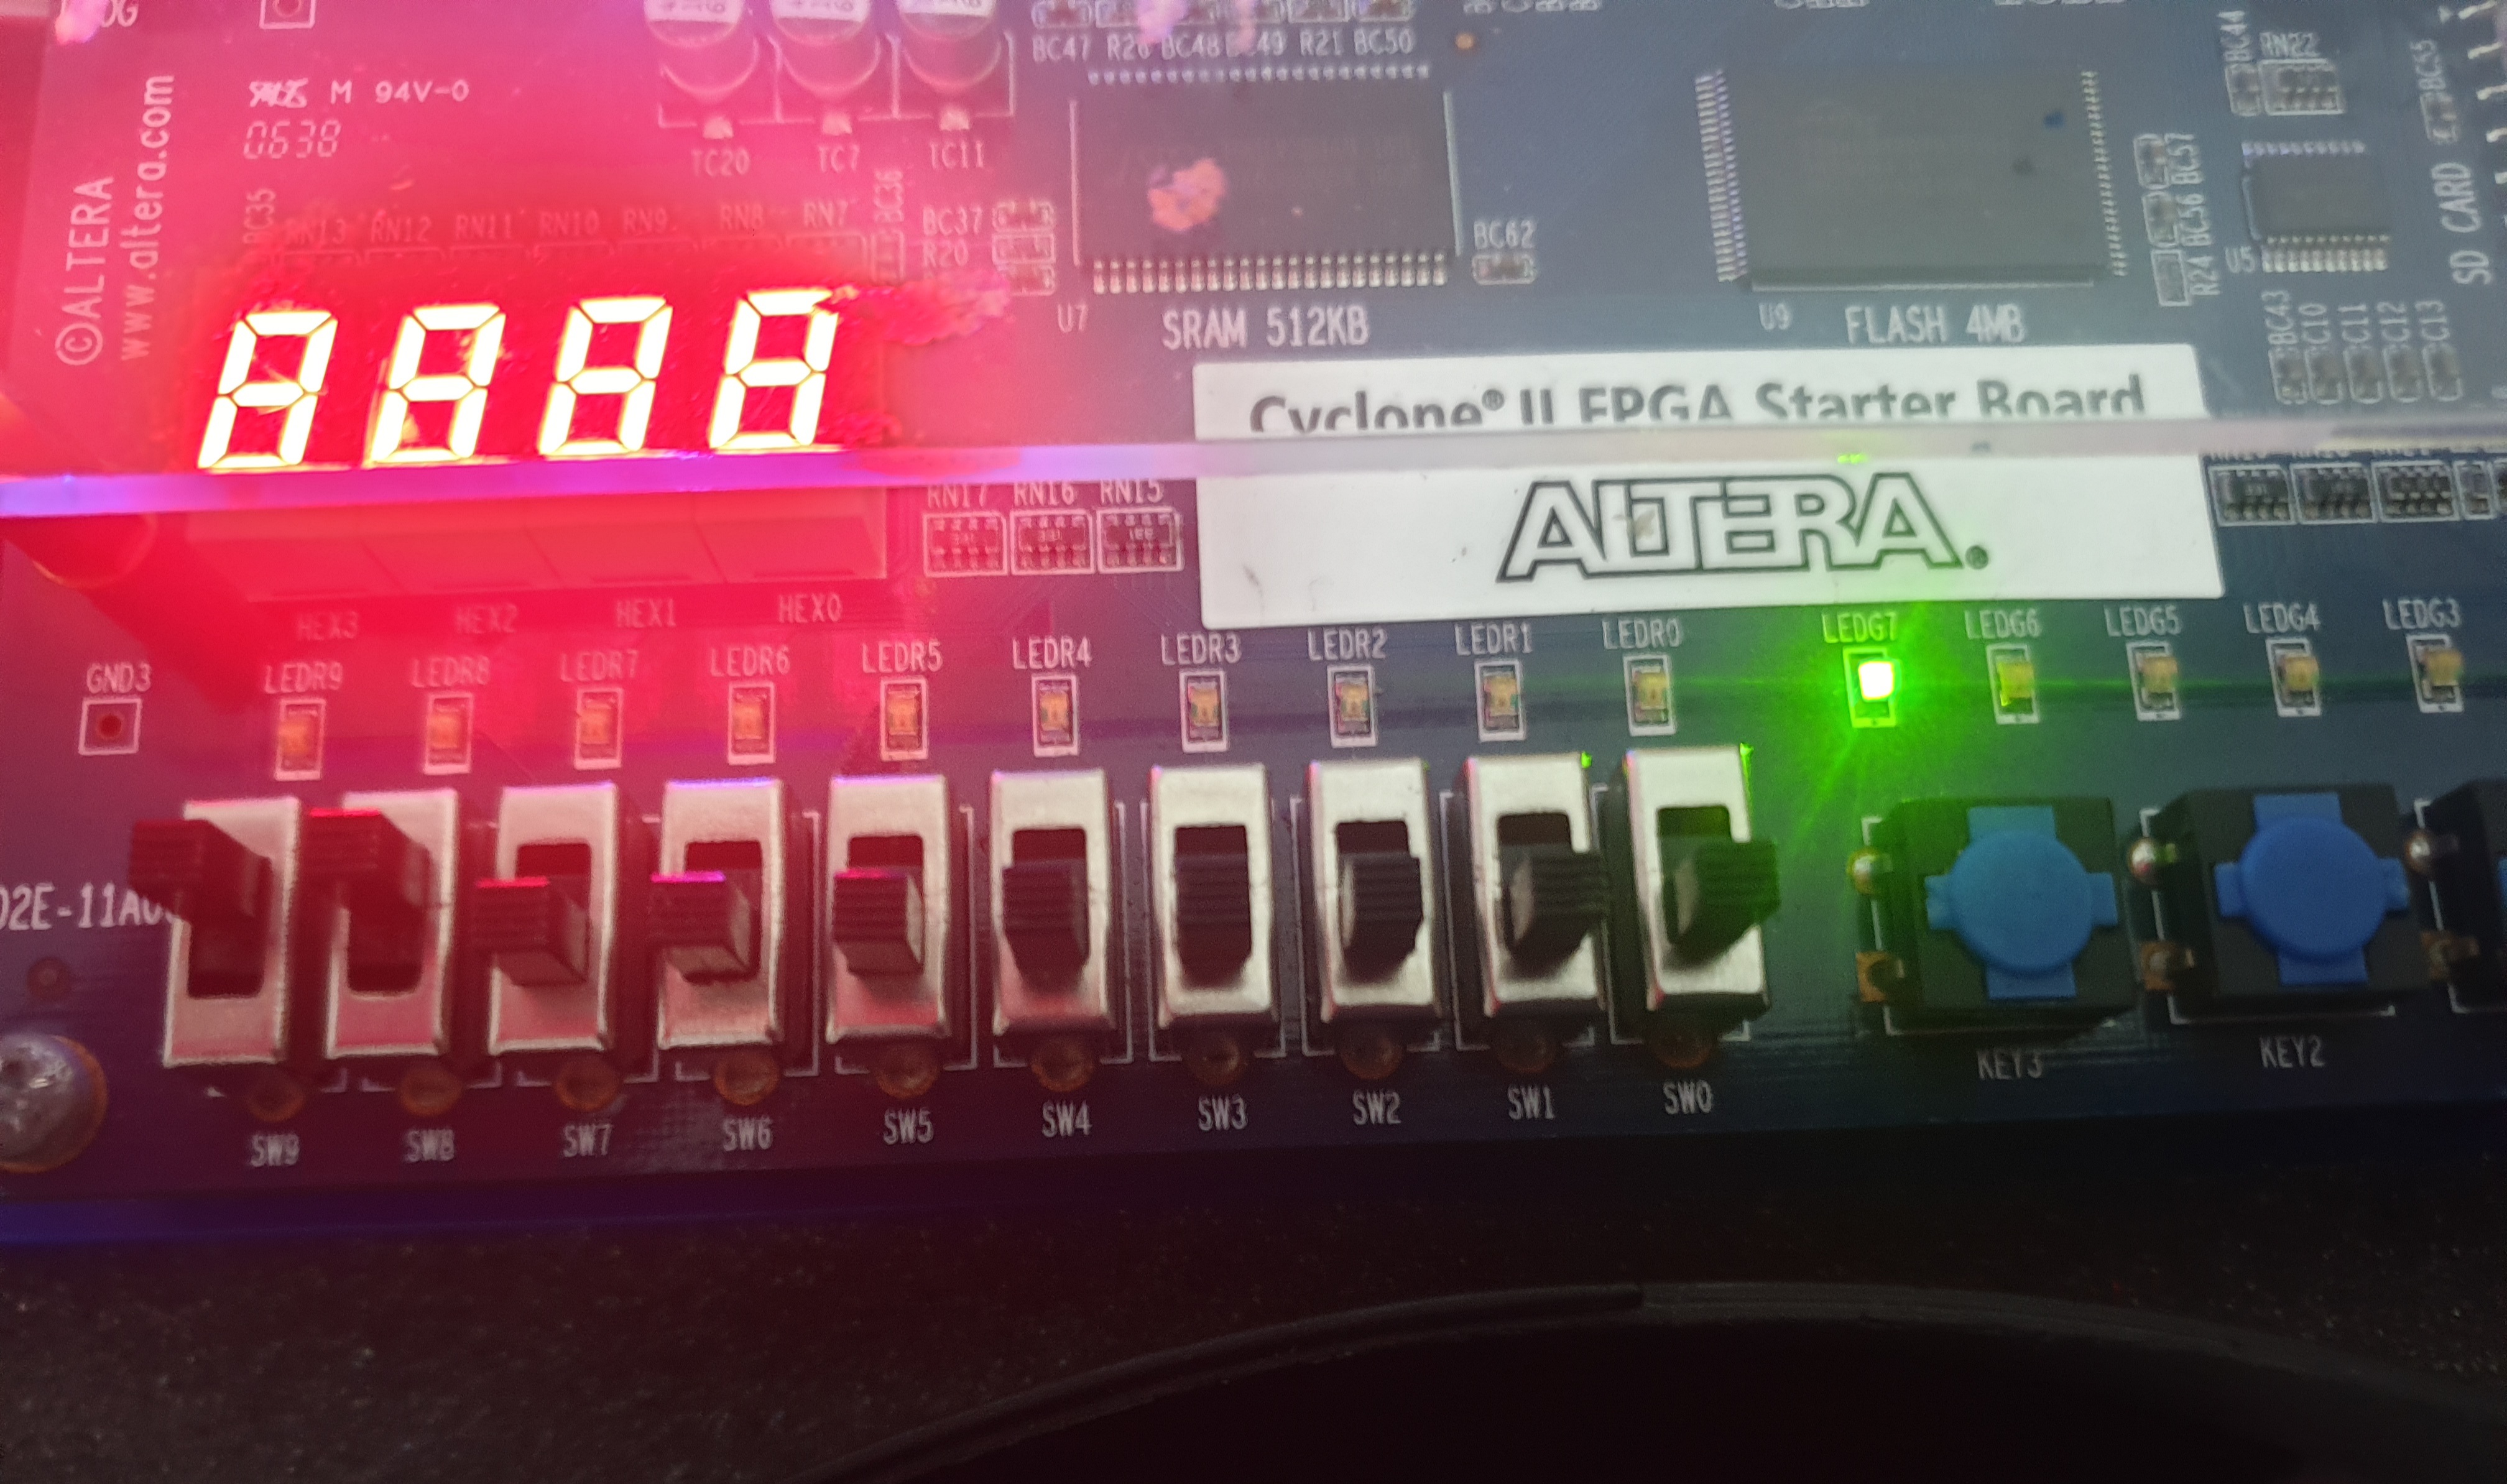 M 94V-0
0638
©ALTERA
www.altera.com
TC20 TC7 TC11
BC47 R26 BC48 BC49 R21 BC50
BC44 RN22 BC55
BC35 RN13 RN12 RN11 RN10 RN9 RN8 RN7 BC36
BC37
R20
BC62
R24 BC56 BC57
U5
SD CARD
U7 SRAM 512KB
U9 FLASH 4MB
BC43 C10 C11 C12 C13
8888
Cyclone® II FPGA Starter Board
ALTERA®
RN17 RN16 RN15
HEX3 HEX2 HEX1 HEX0
GND3
LEDR9 LEDR8 LEDR7 LEDR6 LEDR5 LEDR4 LEDR3 LEDR2 LEDR1 LEDR0 LEDG7 LEDG6 LEDG5 LEDG4 LEDG3
SW9 SW8 SW7 SW6 SW5 SW4 SW3 SW2 SW1 SW0
KEY3 KEY2